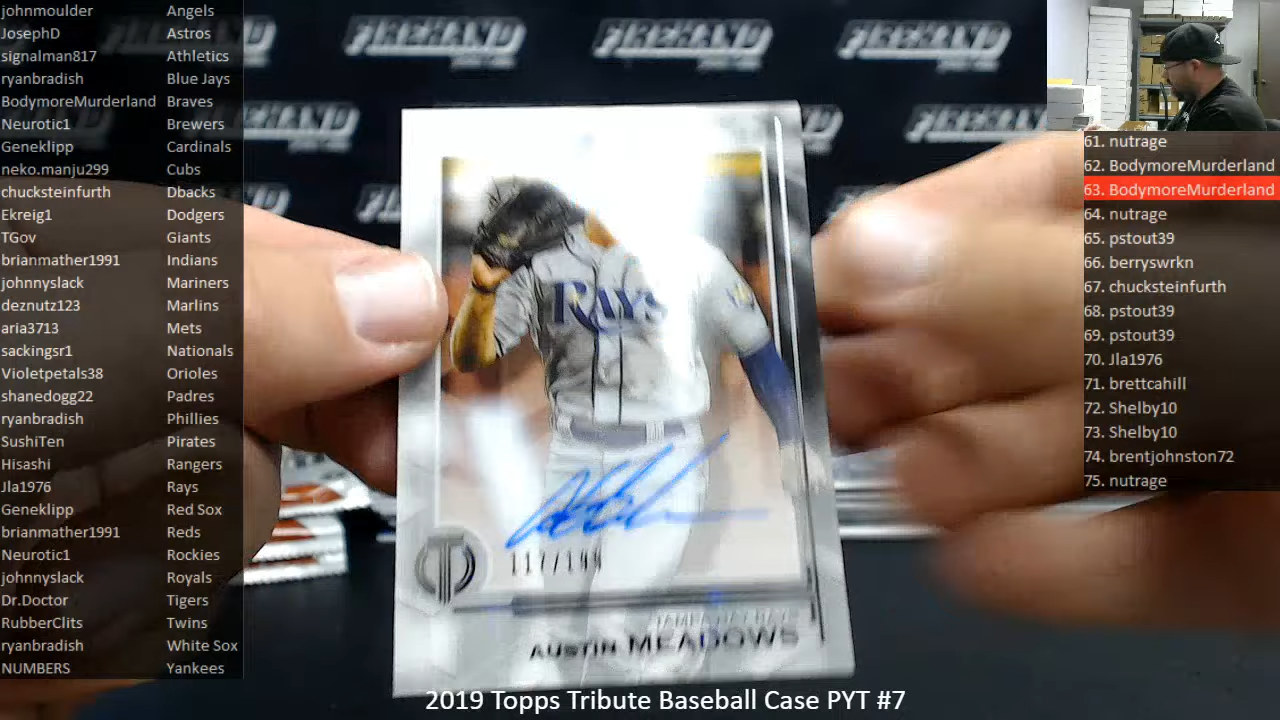 johnmoulder Angels
JosephD Astros
signalman817 Athletics
ryanbradish Blue Jays
BodymoreMurderland Braves
Neurotic1 Brewers
Geneklipp Cardinals
neko.manju299 Cubs
chucksteinfurth Dbacks
Ekreig1 Dodgers
TGov Giants
brianmather1991 Indians
johnnyslack Mariners
deznutz123 Marlins
aria3713 Mets
sackingsr1 Nationals
Violetpetals38 Orioles
shanedogg22 Padres
ryanbradish Phillies
SushiTen Pirates
Hisashi Rangers
Jla1976 Rays
Geneklipp Red Sox
brianmather1991 Reds
Neurotic1 Rockies
johnnyslack Royals
Dr.Doctor Tigers
RubberClits Twins
ryanbradish White Sox
NUMBERS Yankees
FIREHAND FIREHAND FIREHAND
RAYS
117/199
AUSTIN MEADOWS
61. nutrage
62. BodymoreMurderland
63. BodymoreMurderland
64. nutrage
65. pstout39
66. berryswrkn
67. chucksteinfurth
68. pstout39
69. pstout39
70. Jla1976
71. brettcahill
72. Shelby10
73. Shelby10
74. brentjohnston72
75. nutrage
2019 Topps Tribute Baseball Case PYT #7